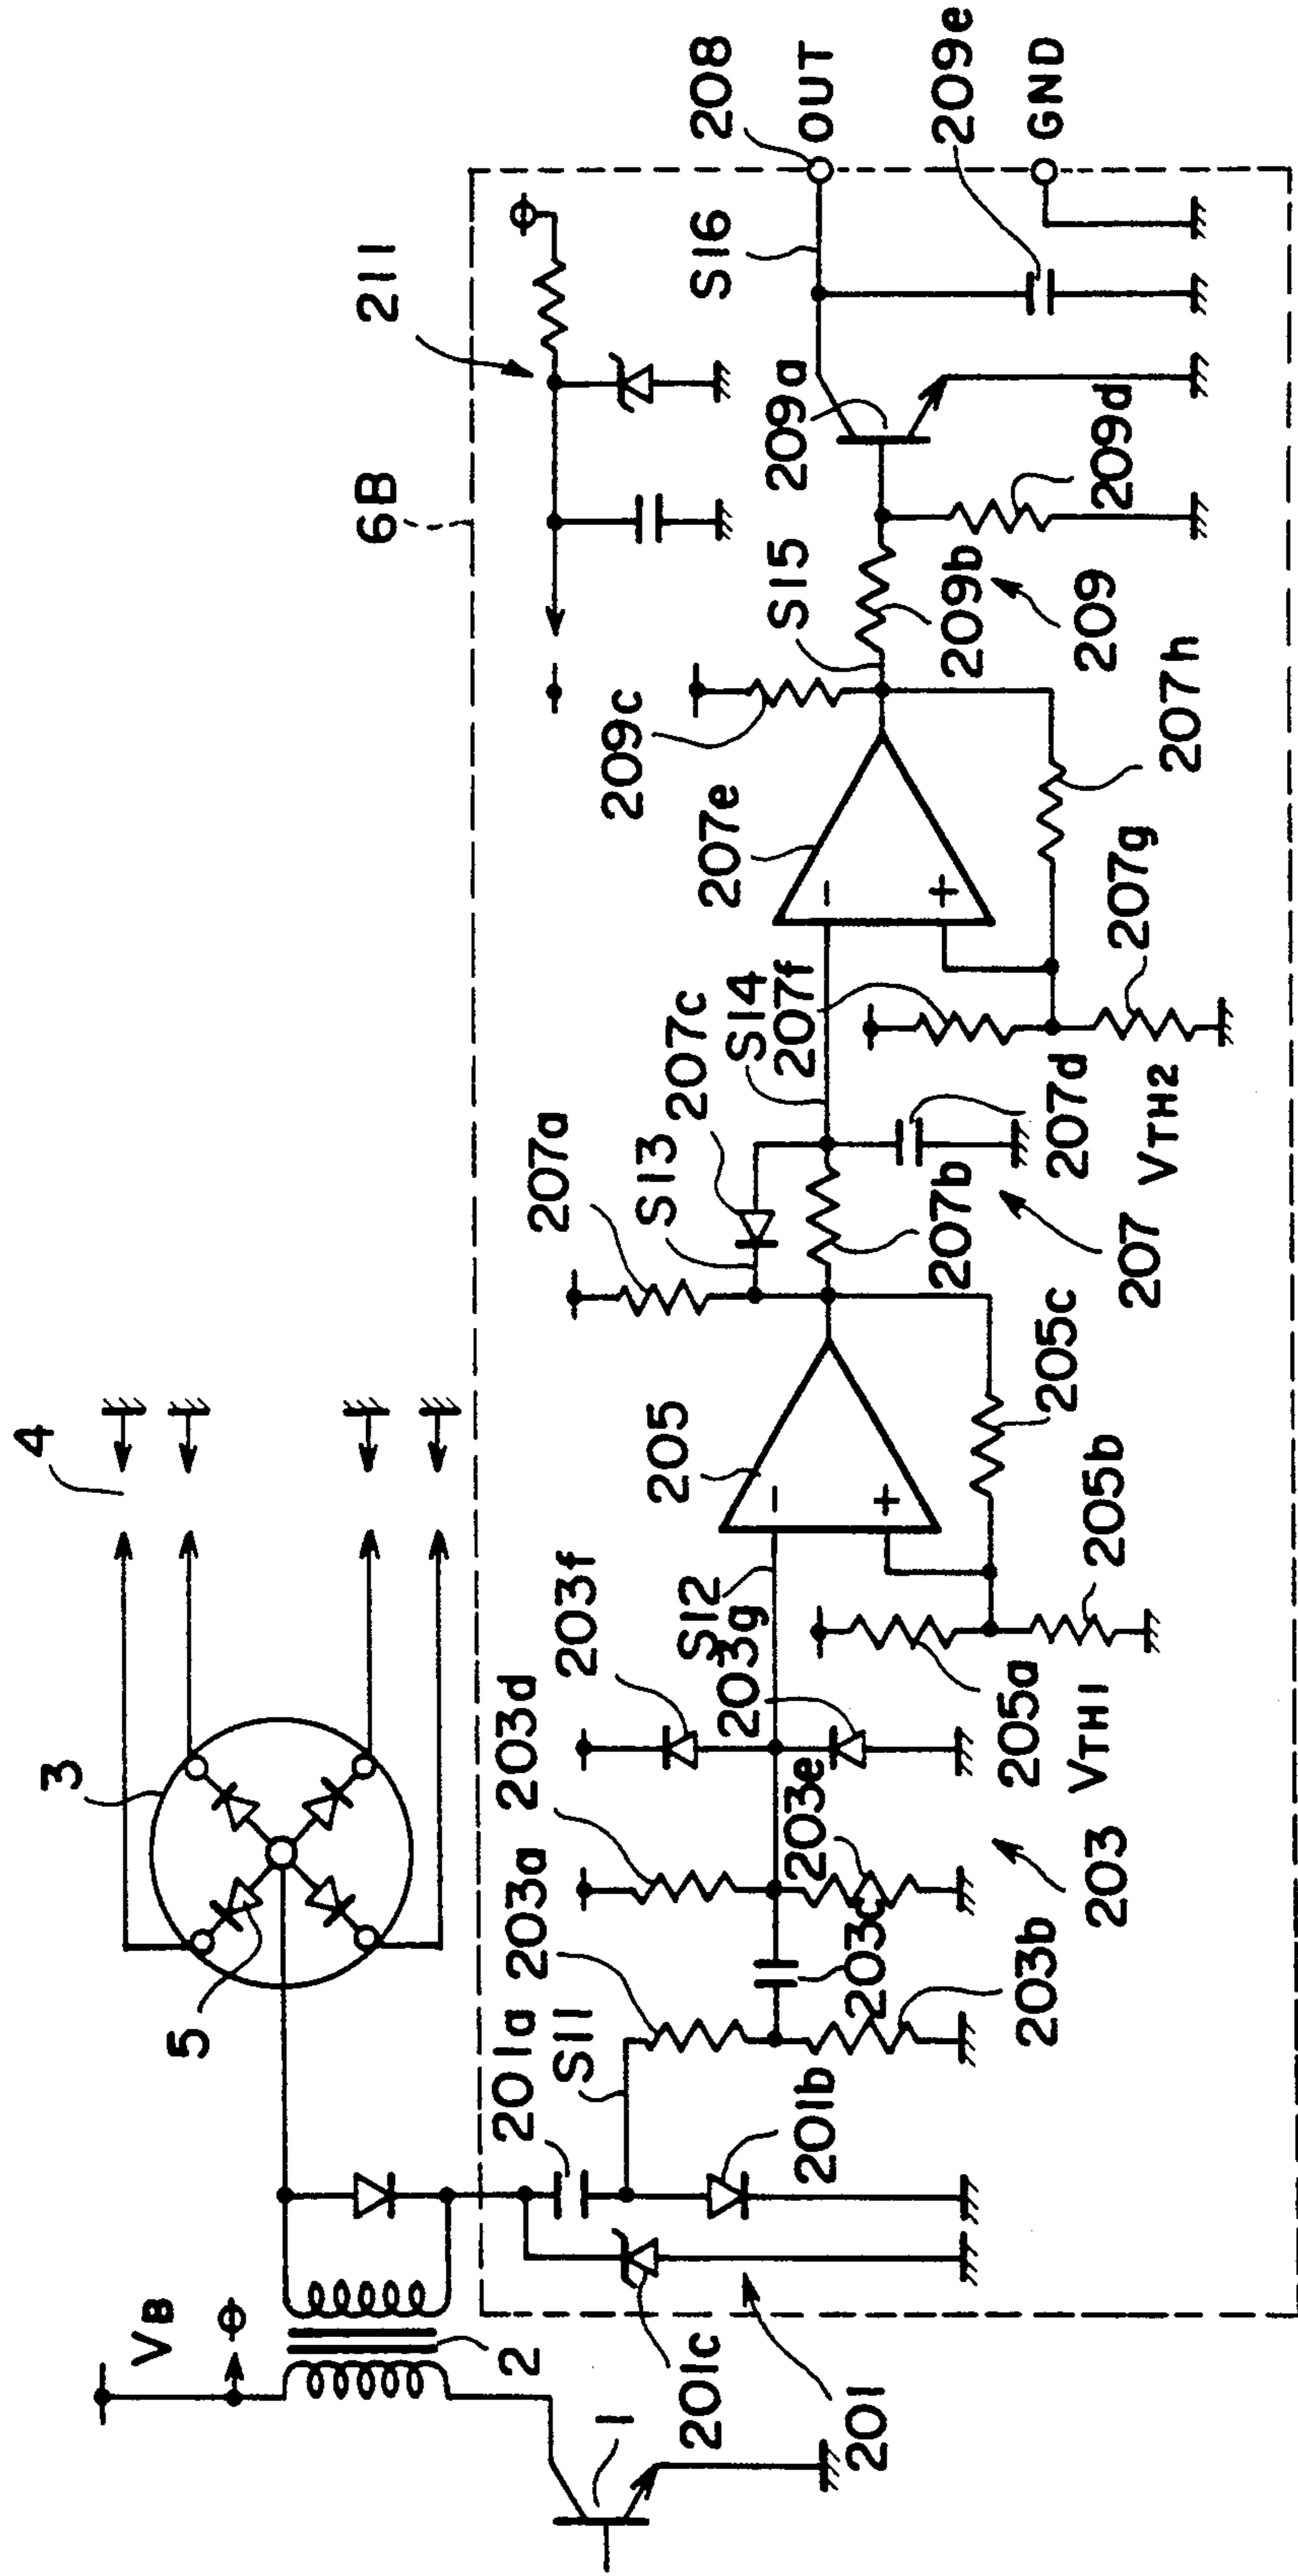 VB
ϕ
1
2
3
4
5
6B
211
ϕ
201
201a
201b
201c
S11
203
203a
203b
203c
203d
203e
203f
203g
S12
205
−
+
205a
205b
205c
VTH1
207
207a
207b
207c
207d
S13
S14
207e
−
+
207f
207g
207h
VTH2
209
209a
209b
209c
209d
209e
S15
S16
208
OUT
GND